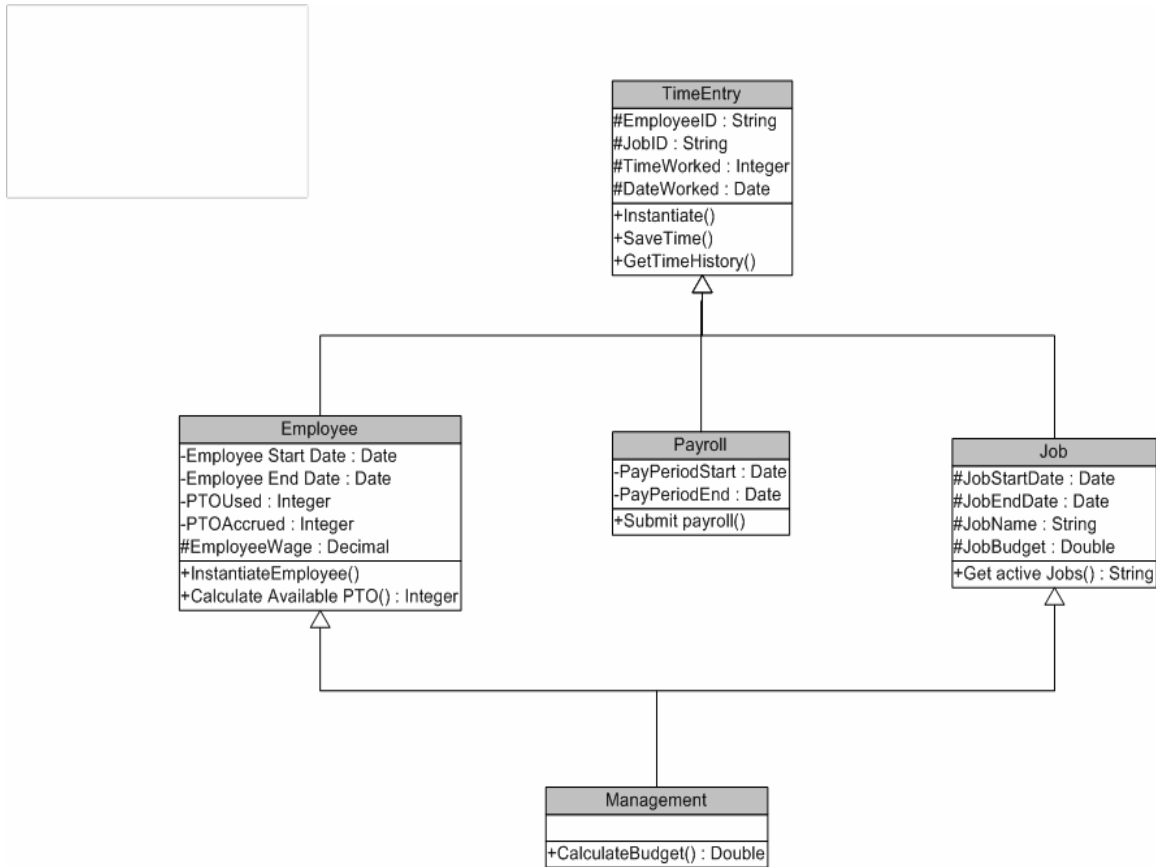 TimeEntry
#EmployeeID : String
#JobID : String
#TimeWorked : Integer
#DateWorked : Date
+Instantiate()
+SaveTime()
+GetTimeHistory()
Employee
-Employee Start Date : Date
-Employee End Date : Date
-PTOUsed : Integer
-PTOAccrued : Integer
#EmployeeWage : Decimal
+InstantiateEmployee()
+Calculate Available PTO() : Integer
Payroll
-PayPeriodStart : Date
-PayPeriodEnd : Date
+Submit payroll()
Job
#JobStartDate : Date
#JobEndDate : Date
#JobName : String
#JobBudget : Double
+Get active Jobs() : String
Management
+CalculateBudget() : Double